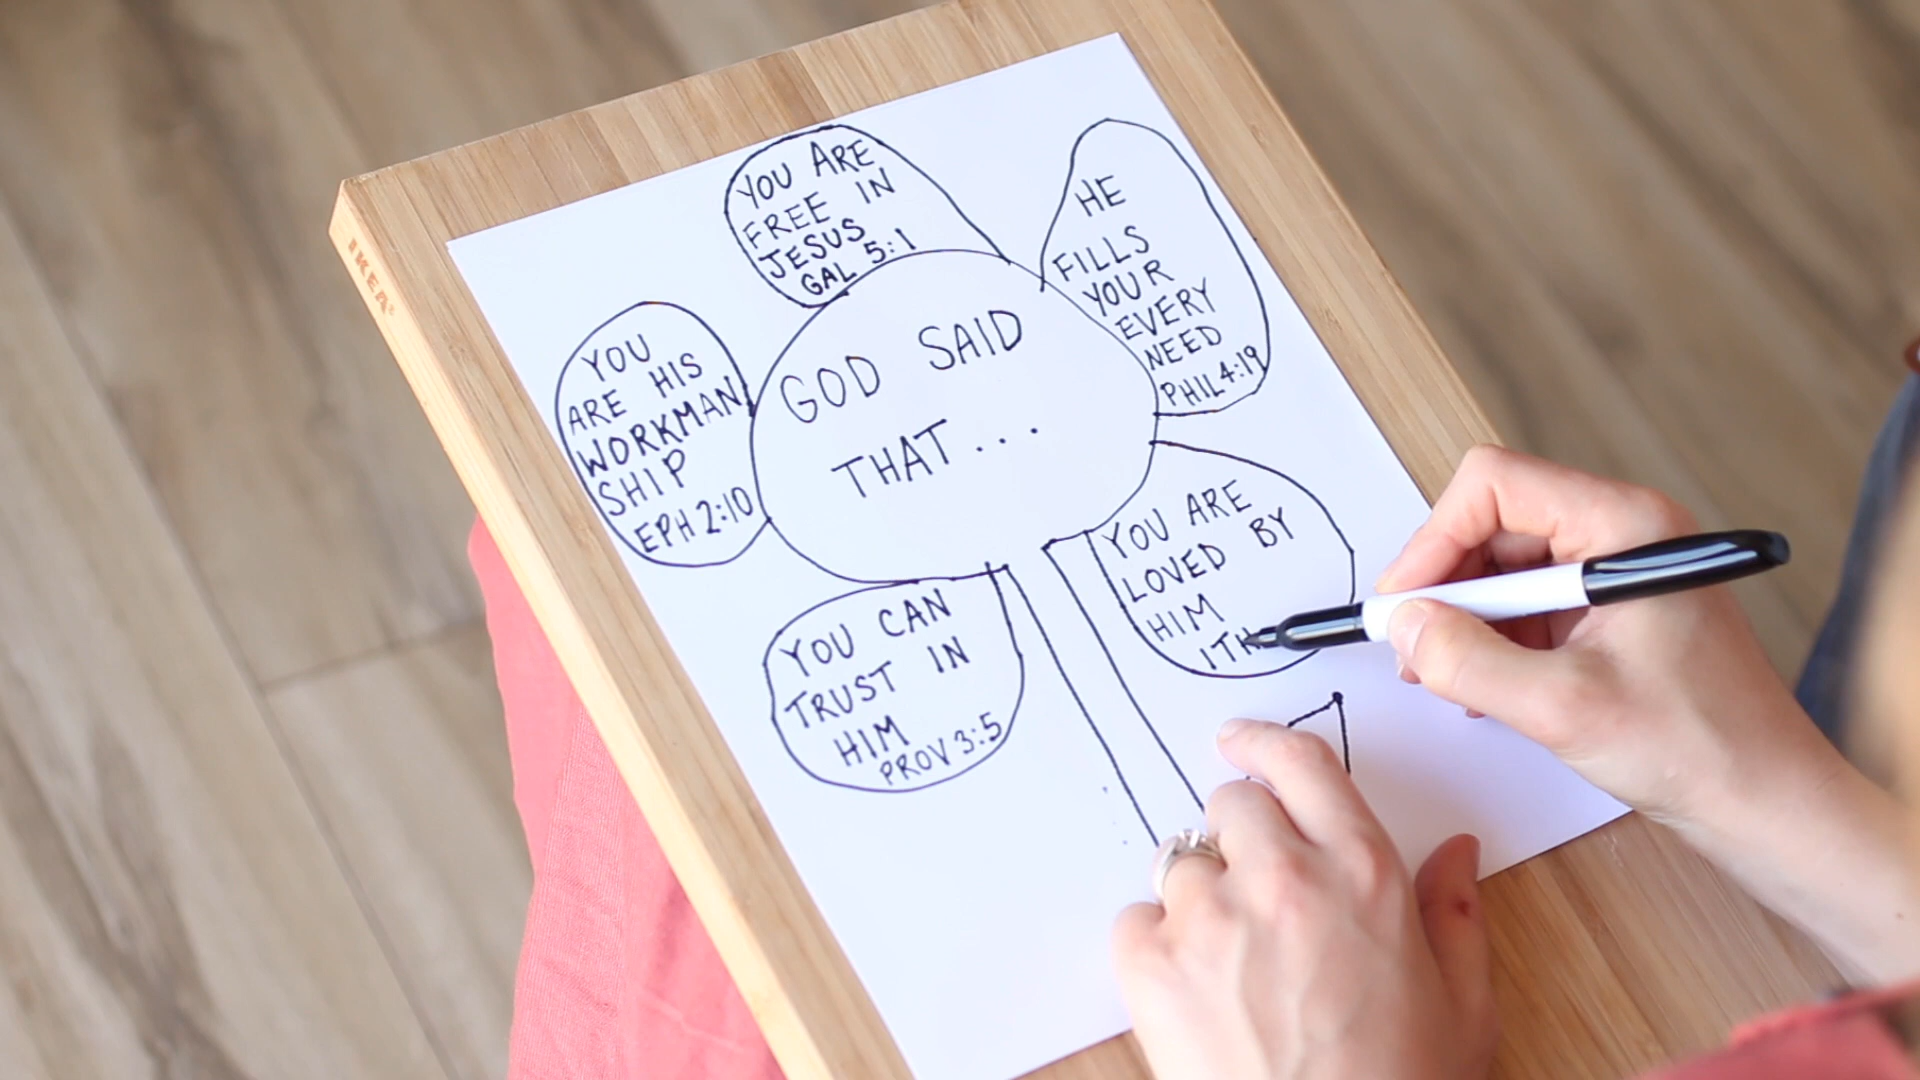 GOD SAID
THAT...
YOU ARE
FREE IN
JESUS
GAL 5:1
HE
FILLS
YOUR
EVERY
NEED
PHIL 4:19
YOU ARE
LOVED BY
HIM
1TH
YOU CAN
TRUST IN
HIM
PROV 3:5
YOU
ARE HIS
WORKMAN
SHIP
EPH 2:10
IKEA®